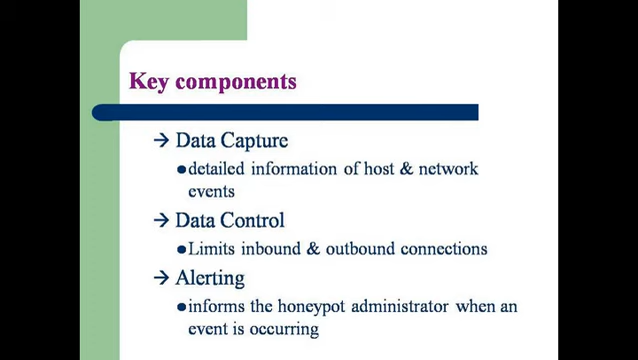 Key components
→ Data Capture
●detailed information of host & network
events
→ Data Control
●Limits inbound & outbound connections
→ Alerting
●informs the honeypot administrator when an
event is occurring